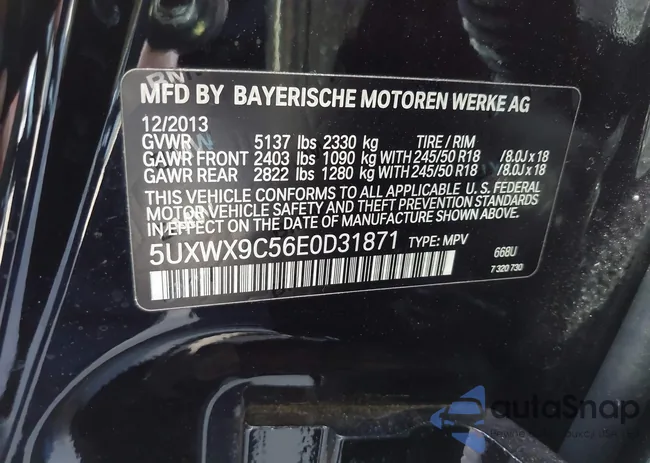 MFD BY BAYERISCHE MOTOREN WERKE AG
12/2013
GVWR 5137 lbs 2330 kg TIRE / RIM
GAWR FRONT 2403 lbs 1090 kg WITH 245/50 R18 /8.0J x 18
GAWR REAR 2822 lbs 1280 kg WITH 245/50 R18 /8.0J x 18
THIS VEHICLE CONFORMS TO ALL APPLICABLE U.S. FEDERAL
MOTOR VEHICLE SAFETY AND THEFT PREVENTION STANDARDS
IN EFFECT ON THE DATE OF MANUFACTURE SHOWN ABOVE.
5UXWX9C56E0D31871 TYPE: MPV 668U
7 320 730
autoSnap